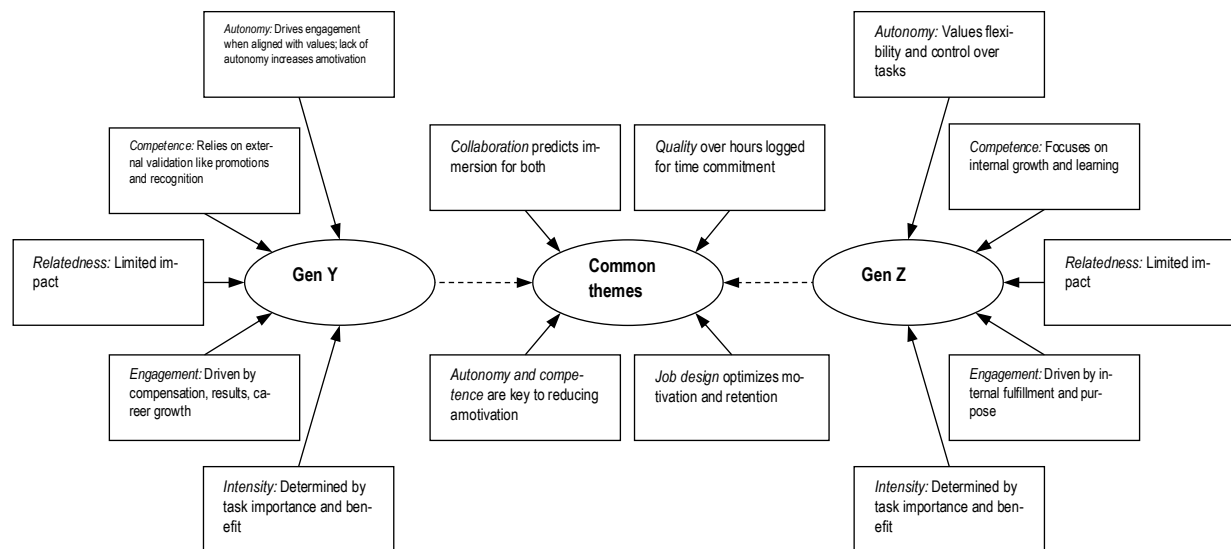 Autonomy: Drives engagement
when aligned with values; lack of
autonomy increases amotivation
Autonomy: Values flexi-
bility and control over
tasks
Competence: Relies on exter-
nal validation like promotions
and recognition
Collaboration predicts im-
mersion for both
Quality over hours logged
for time commitment
Competence: Focuses on
internal growth and learning
Relatedness: Limited im-
pact
Gen Y
Common
themes
Gen Z
Relatedness: Limited im-
pact
Engagement: Driven by
compensation, results, ca-
reer growth
Autonomy and compe-
tence are key to reducing
amotivation
Job design optimizes mo-
tivation and retention
Engagement: Driven by in-
ternal fulfillment and pur-
pose
Intensity: Determined by
task importance and ben-
efit
Intensity: Determined by
task importance and ben-
efit